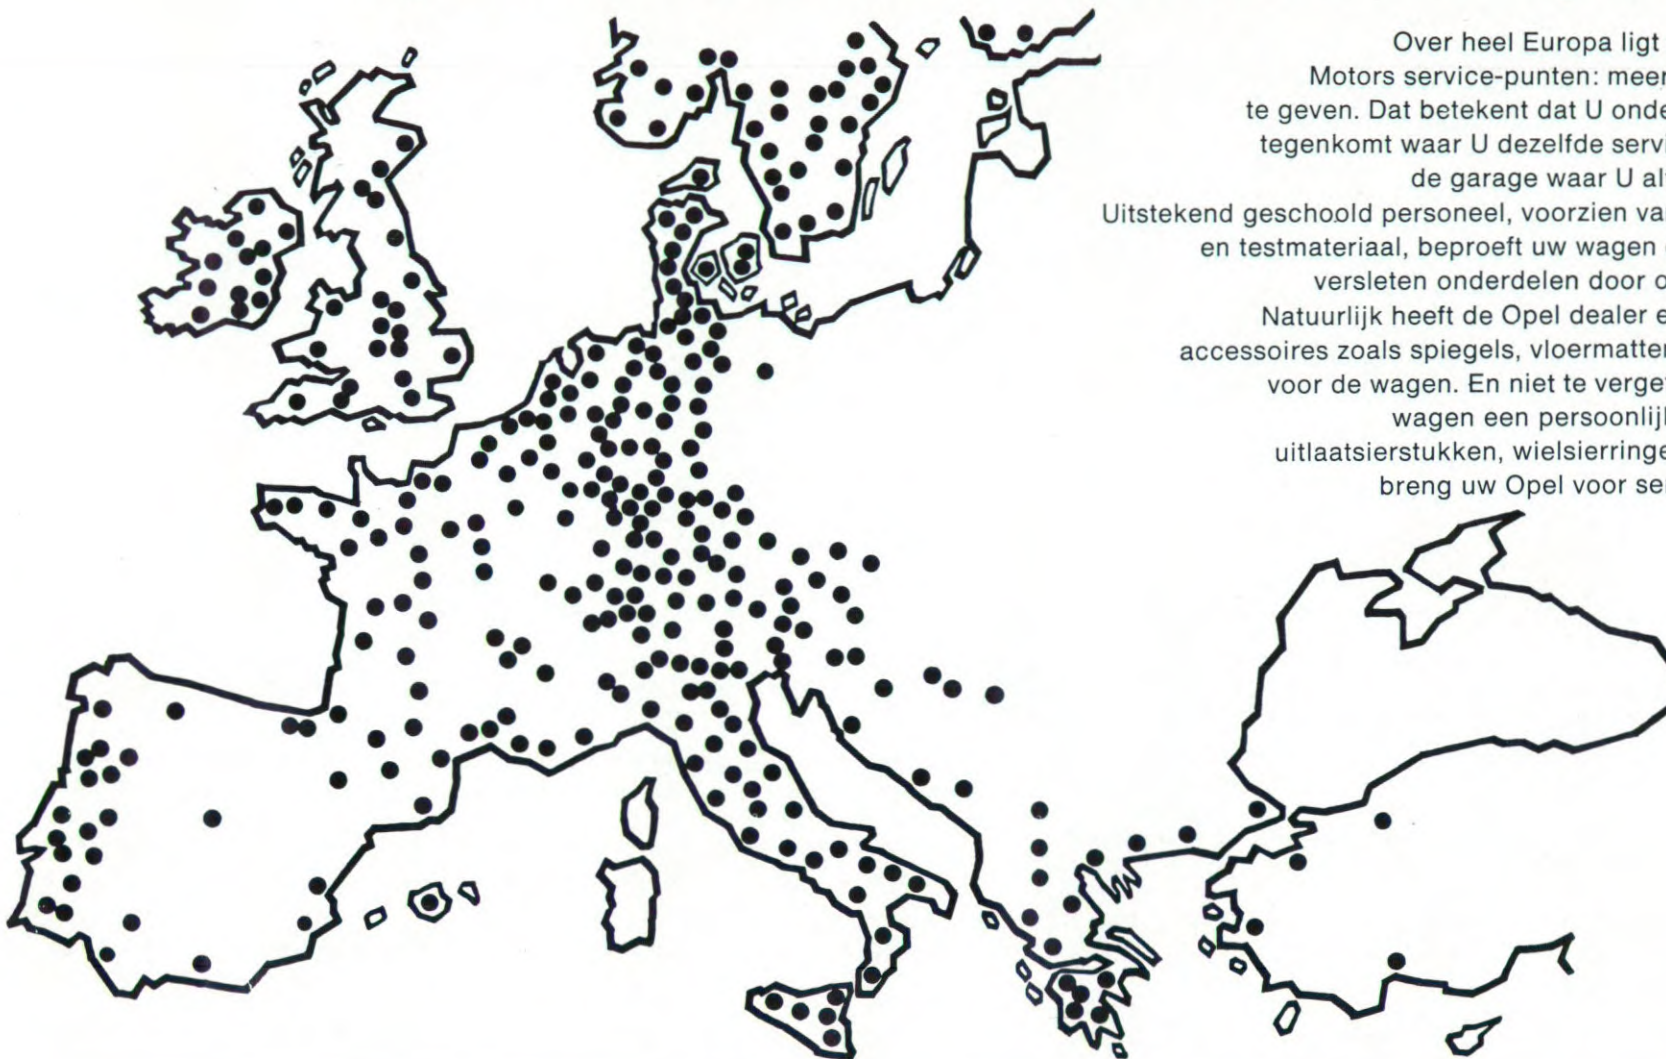 Over heel Europa ligt
Motors service-punten: meer
te geven. Dat betekent dat U onde
tegenkomt waar U dezelfde servi
de garage waar U al
Uitstekend geschoold personeel, voorzien va
en testmateriaal, beproeft uw wagen
versleten onderdelen door o
Natuurlijk heeft de Opel dealer e
accessoires zoals spiegels, vloermatten
voor de wagen. En niet te verge
wagen een persoonlijk
uitlaatsierstukken, wielsierringe
breng uw Opel voor ser